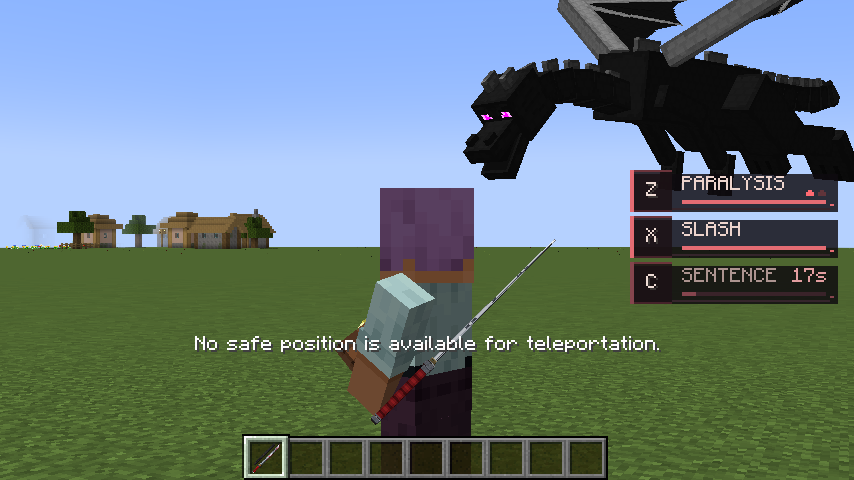 Z PARALYSIS
X SLASH
C SENTENCE 17s
No safe position is available for teleportation.